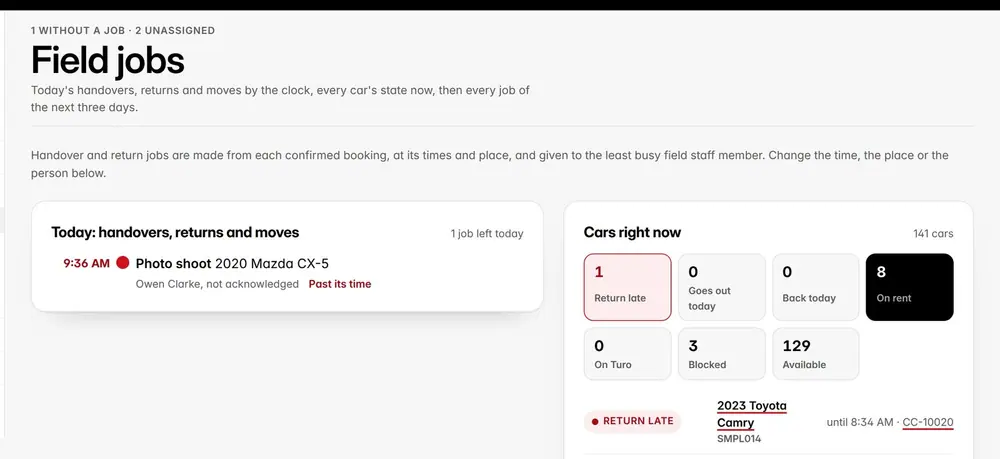 1 WITHOUT A JOB · 2 UNASSIGNED
Field jobs
Today's handovers, returns and moves by the clock, every car's state now, then every job of
the next three days.
Handover and return jobs are made from each confirmed booking, at its times and place, and given to the least busy field staff member. Change the time, the place or the
person below.
Today: handovers, returns and moves
1 job left today
9:36 AM Photo shoot 2020 Mazda CX-5
Owen Clarke, not acknowledged Past its time
Cars right now
141 cars
1
Return late
0
Goes out
today
0
Back today
8
On rent
0
On Turo
3
Blocked
129
Available
RETURN LATE
2023 Toyota
Camry
SMPL014
until 8:34 AM · CC-10020